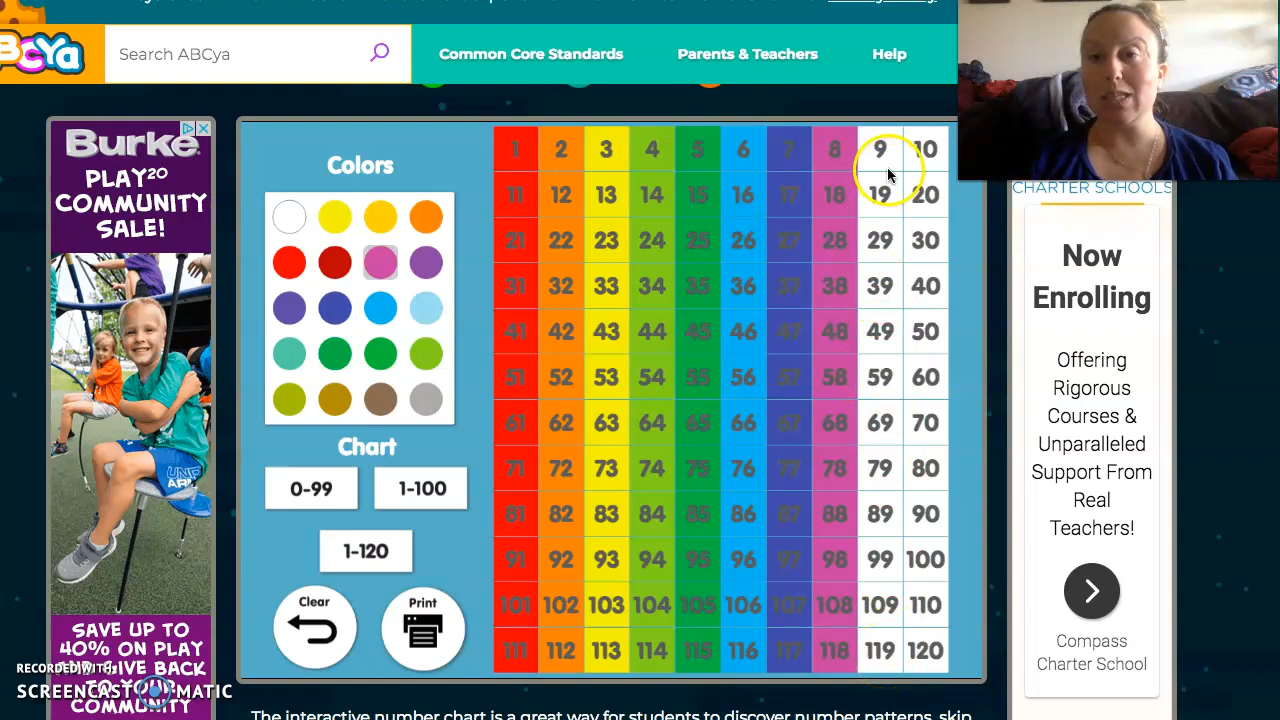 Search ABCya
Common Core Standards
Parents & Teachers
Help
Burke
PLAY20
COMMUNITY
SALE!
SAVE UP TO
40% ON PLAY
COMMUNITY
RECORDED WITH
SCREENCAST MATIC
Colors
Chart
0-99
1-100
1-120
Clear
Print
1 2 3 4 5 6 7 8 9 10
11 12 13 14 15 16 17 18 19 20
21 22 23 24 25 26 27 28 29 30
31 32 33 34 35 36 37 38 39 40
41 42 43 44 45 46 47 48 49 50
51 52 53 54 55 56 57 58 59 60
61 62 63 64 65 66 67 68 69 70
71 72 73 74 75 76 77 78 79 80
81 82 83 84 85 86 87 88 89 90
91 92 93 94 95 96 97 98 99 100
101 102 103 104 105 106 107 108 109 110
111 112 113 114 115 116 117 118 119 120
The interactive number chart is a great way for students to discover number patterns, skip
CHARTER SCHOOLS
Now
Enrolling
Offering
Rigorous
Courses &
Unparalleled
Support From
Real
Teachers!
Compass
Charter School